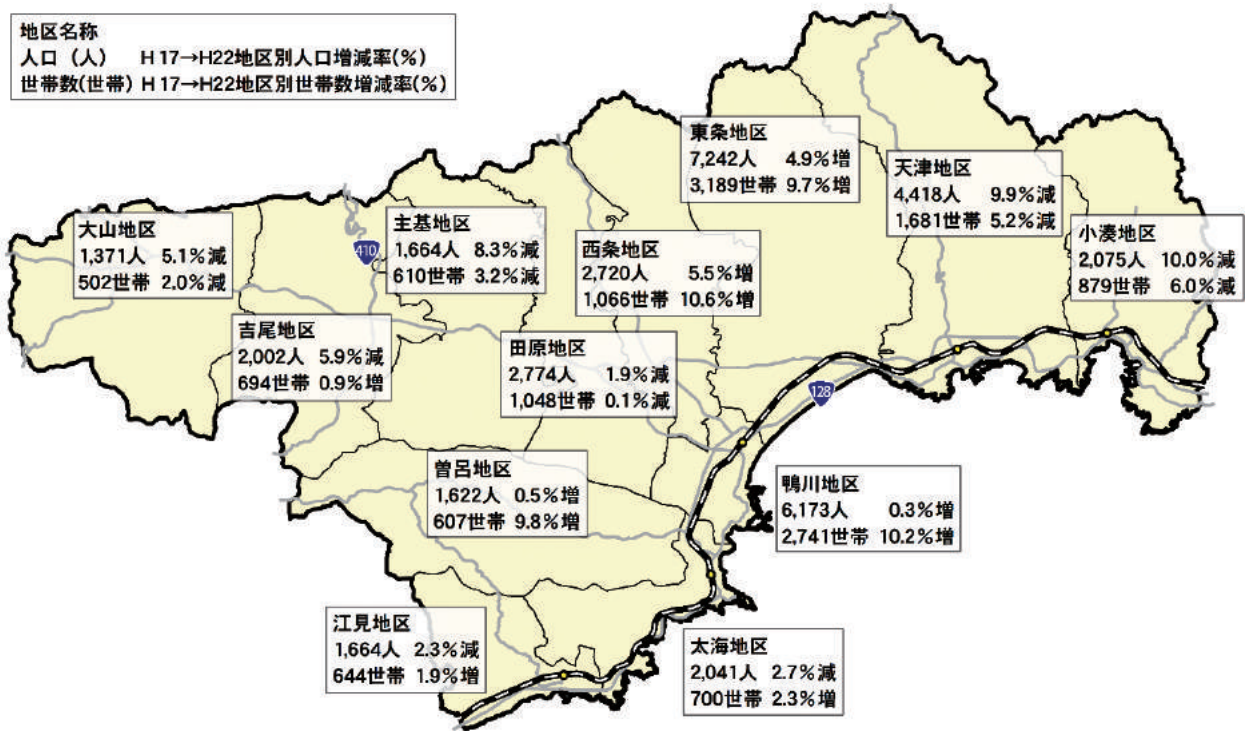 地区名称
人口（人） H17→H22地区別人口増減率(%)
世帯数(世帯) H17→H22地区別世帯数増減率(%)
東条地区
7,242人 4.9%増
3,189世帯 9.7%増
天津地区
4,418人 9.9%減
1,681世帯 5.2%減
小湊地区
2,075人 10.0%減
879世帯 6.0%減
大山地区
1,371人 5.1%減
502世帯 2.0%減
410
主基地区
1,664人 8.3%減
610世帯 3.2%減
西条地区
2,720人 5.5%増
1,066世帯 10.6%増
吉尾地区
2,002人 5.9%減
694世帯 0.9%増
田原地区
2,774人 1.9%減
1,048世帯 0.1%減
128
曽呂地区
1,622人 0.5%増
607世帯 9.8%増
鴨川地区
6,173人 0.3%増
2,741世帯 10.2%増
江見地区
1,664人 2.3%減
644世帯 1.9%増
太海地区
2,041人 2.7%減
700世帯 2.3%増